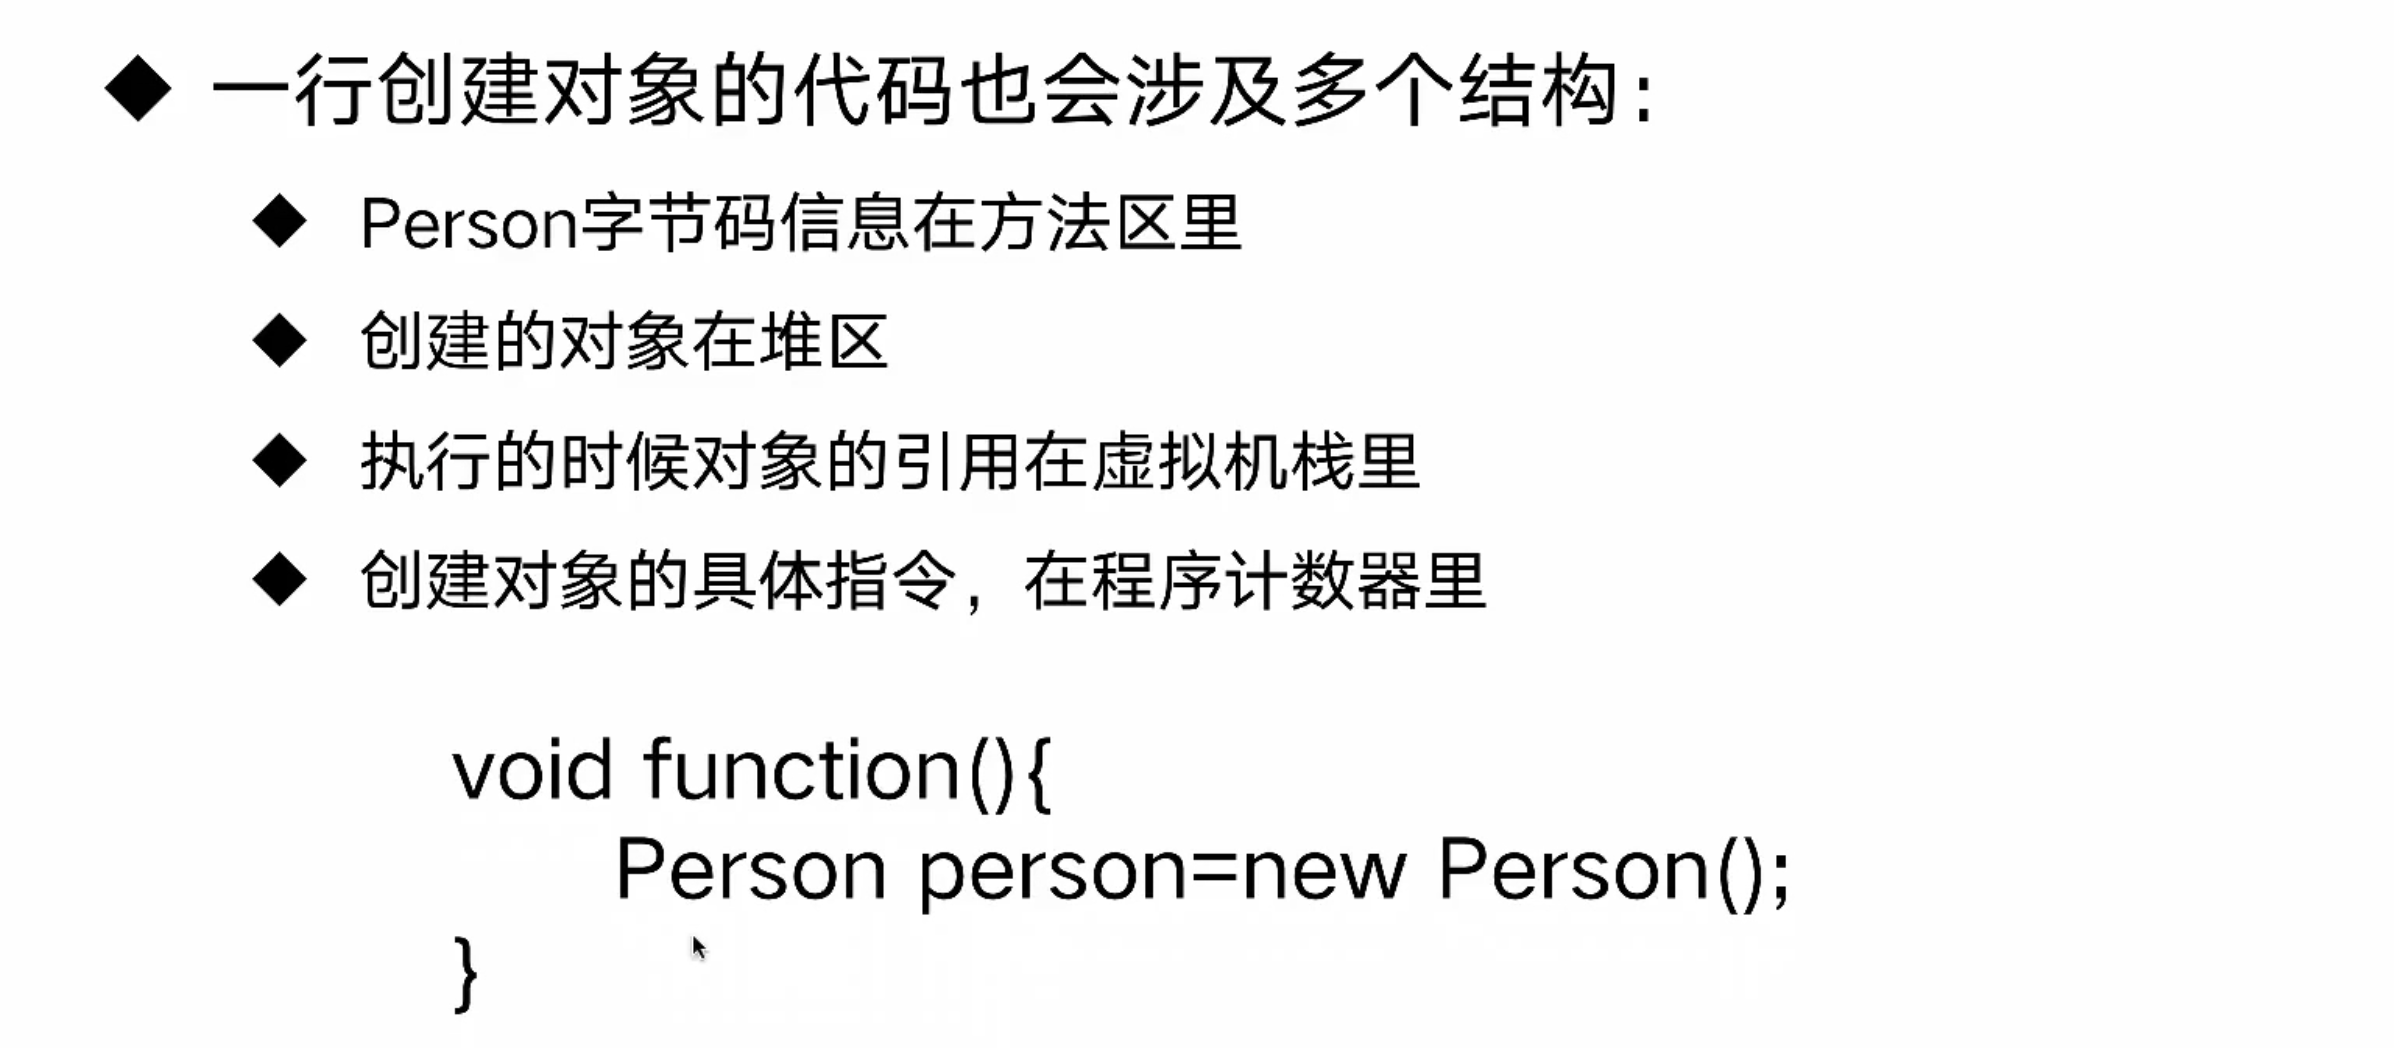 一行创建对象的代码也会涉及多个结构：
Person字节码信息在方法区里
创建的对象在堆区
执行的时候对象的引用在虚拟机栈里
创建对象的具体指令，在程序计数器里
void function(){
Person person=new Person();
}